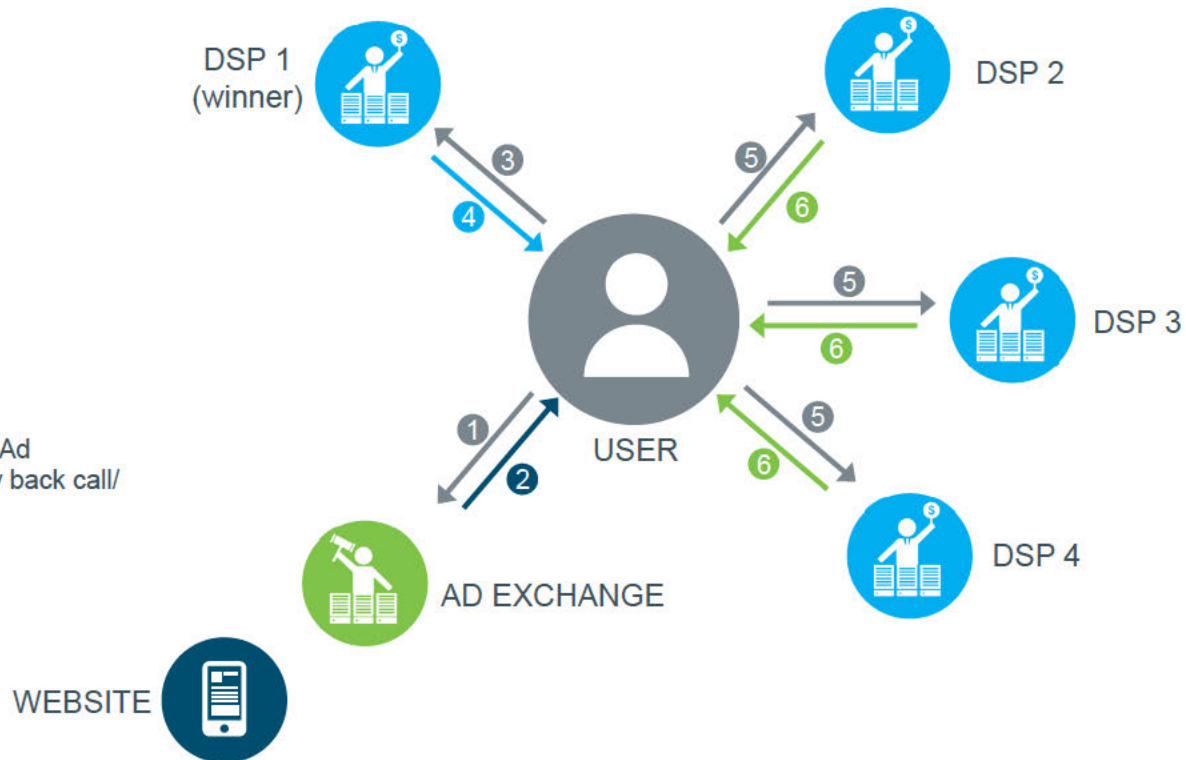 DSP 1
(winner)
$
$
DSP 2
3
4
5
6
5
6
$
DSP 3
5
6
USER
1
2
Ad
back call/
$
DSP 4
AD EXCHANGE
WEBSITE